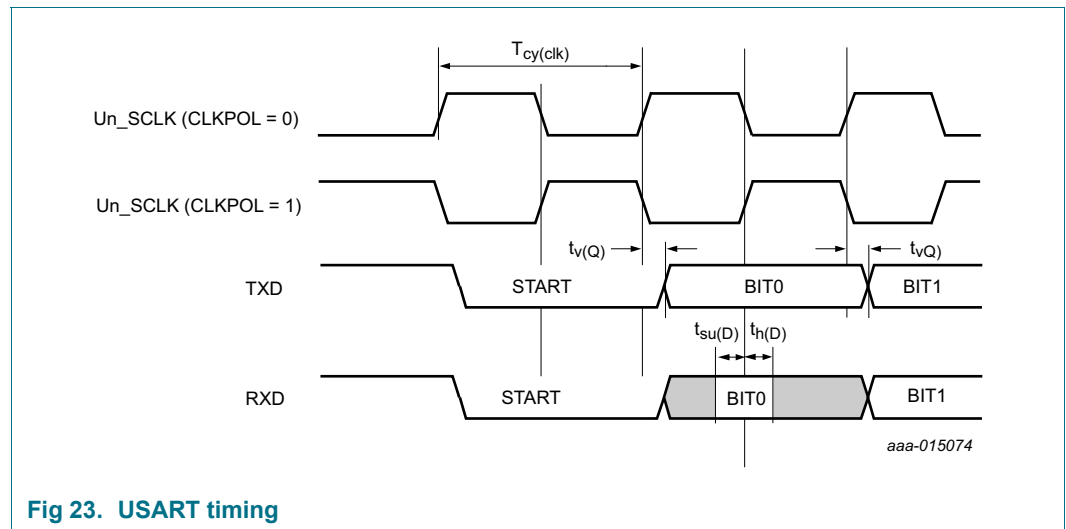 Tcy(clk)
Un_SCLK (CLKPOL = 0)
Un_SCLK (CLKPOL = 1)
tv(Q)
tvQ)
TXD
START
BIT0
BIT1
tsu(D)
th(D)
RXD
START
BIT0
BIT1
aaa-015074
Fig 23. USART timing